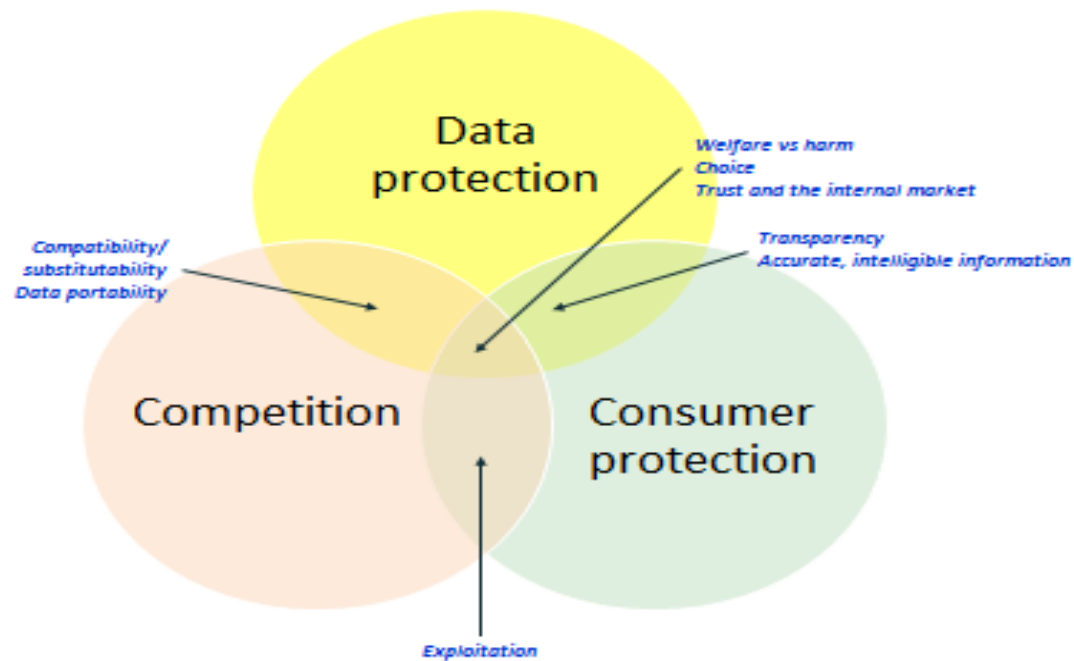 Data
protection
Welfare vs harm
Choice
Trust and the internal market
Transparency
Accurate, intelligible information
Compatibility/
substitutability
Data portability
Competition
Consumer
protection
Exploitation